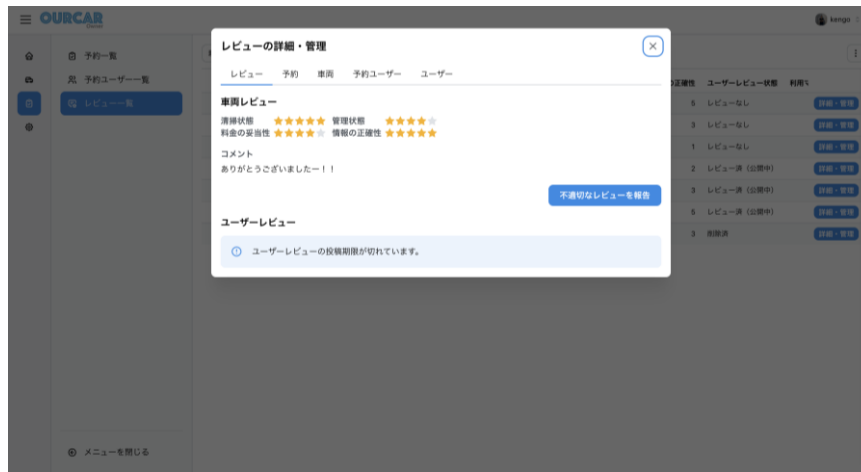 OURCAR
Owner
kengo
予約一覧
予約ユーザー一覧
レビュー一覧
メニューを閉じる
レビューの詳細・管理
レビュー 予約 車両 予約ユーザー ユーザー
車両レビュー
清掃状態 管理状態
料金の妥当性 情報の正確性
コメント
ありがとうございましたー！！
不適切なレビューを報告
ユーザーレビュー
ユーザーレビューの投稿期限が切れています。
正確性 ユーザーレビュー状態
5 レビューなし 詳細・管理
3 レビューなし 詳細・管理
1 レビューなし 詳細・管理
2 レビュー済（公開中） 詳細・管理
3 レビュー済（公開中） 詳細・管理
5 レビュー済（公開中） 詳細・管理
3 削除済 詳細・管理